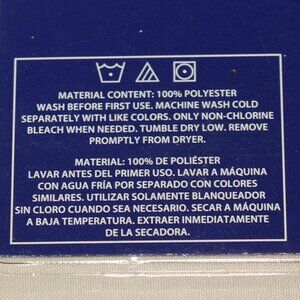 MATERIAL CONTENT: 100% POLYESTER
WASH BEFORE FIRST USE. MACHINE WASH COLD
SEPARATELY WITH LIKE COLORS. ONLY NON-CHLORINE
BLEACH WHEN NEEDED. TUMBLE DRY LOW. REMOVE
PROMPTLY FROM DRYER.
MATERIAL: 100% DE POLIÉSTER
LAVAR ANTES DEL PRIMER USO. LAVAR A MÁQUINA
CON AGUA FRÍA POR SEPARADO CON COLORES
SIMILARES. UTILIZAR SOLAMENTE BLANQUEADOR
SIN CLORO CUANDO SEA NECESARIO. SECAR A MÁQUINA
A BAJA TEMPERATURA. EXTRAER INMEDIATAMENTE
DE LA SECADORA.